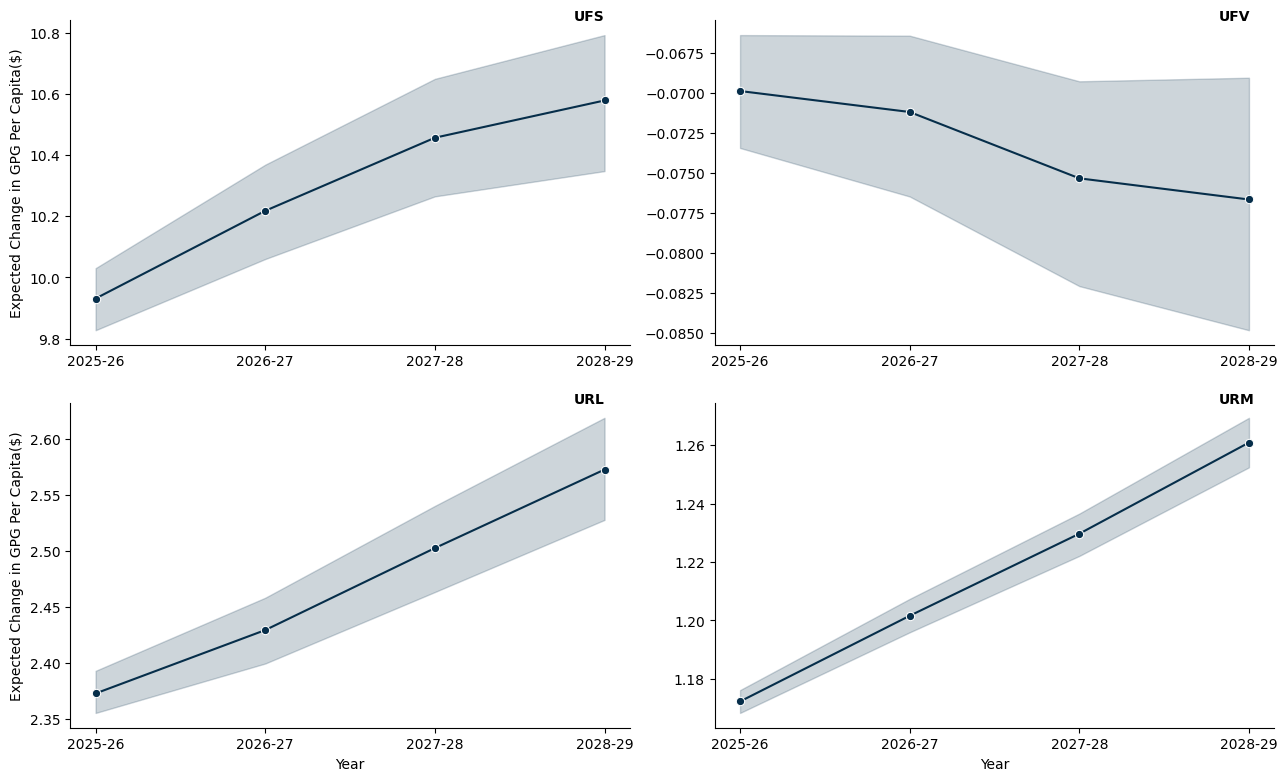 UFS
Expected Change in GPG Per Capita($)
10.8
10.6
10.4
10.2
10.0
9.8
2025-26 2026-27 2027-28 2028-29
UFV
−0.0675
−0.0700
−0.0725
−0.0750
−0.0775
−0.0800
−0.0825
−0.0850
2025-26 2026-27 2027-28 2028-29
URL
Expected Change in GPG Per Capita($)
2.60
2.55
2.50
2.45
2.40
2.35
2025-26 2026-27 2027-28 2028-29
Year
URM
1.26
1.24
1.22
1.20
1.18
2025-26 2026-27 2027-28 2028-29
Year